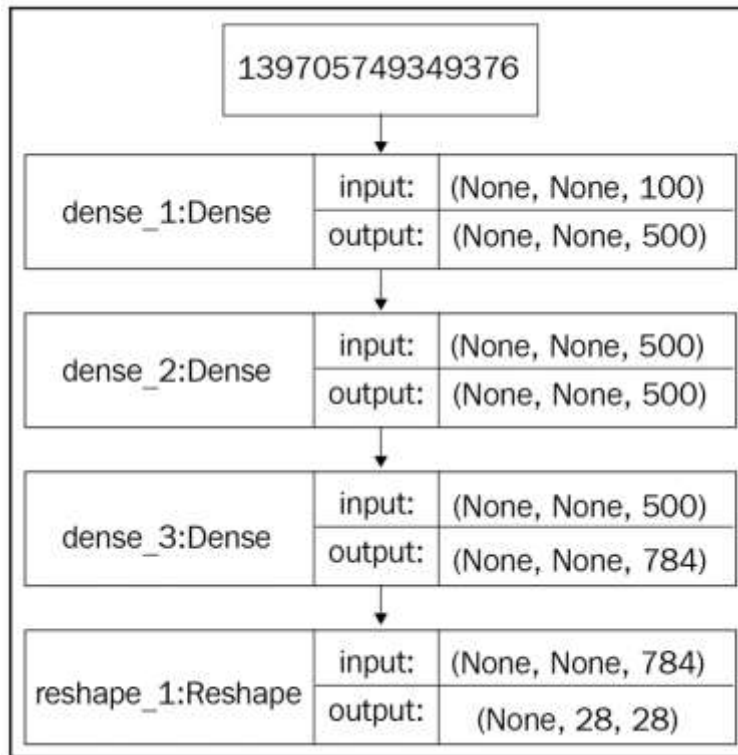 139705749349376
dense_1:Dense
input: (None, None, 100)
output: (None, None, 500)
dense_2:Dense
input: (None, None, 500)
output: (None, None, 500)
dense_3:Dense
input: (None, None, 500)
output: (None, None, 784)
reshape_1:Reshape
input: (None, None, 784)
output: (None, 28, 28)